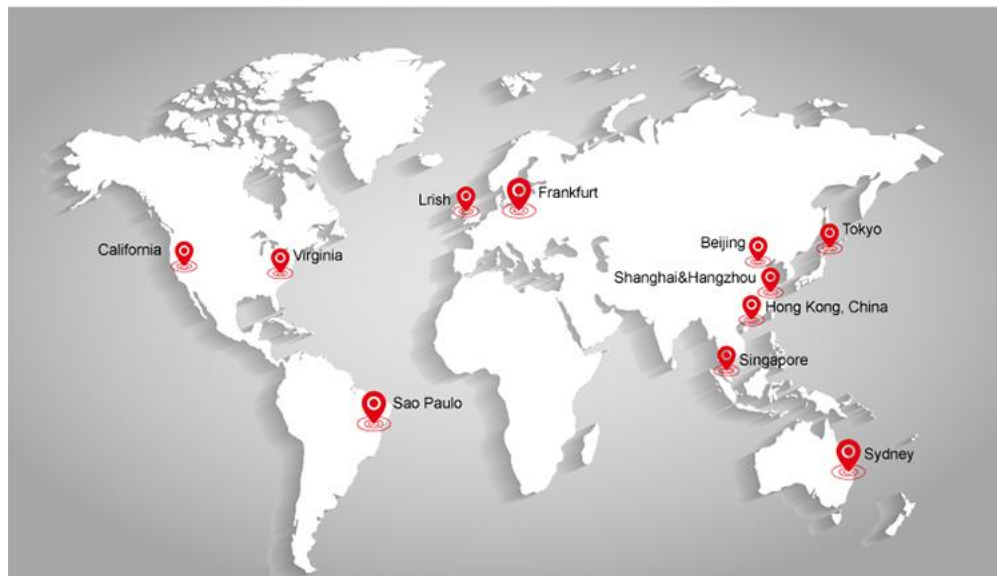 Lrish
Frankfurt
California
Virginia
Beijing
Tokyo
Shanghai&Hangzhou
Hong Kong, China
Singapore
Sao Paulo
Sydney